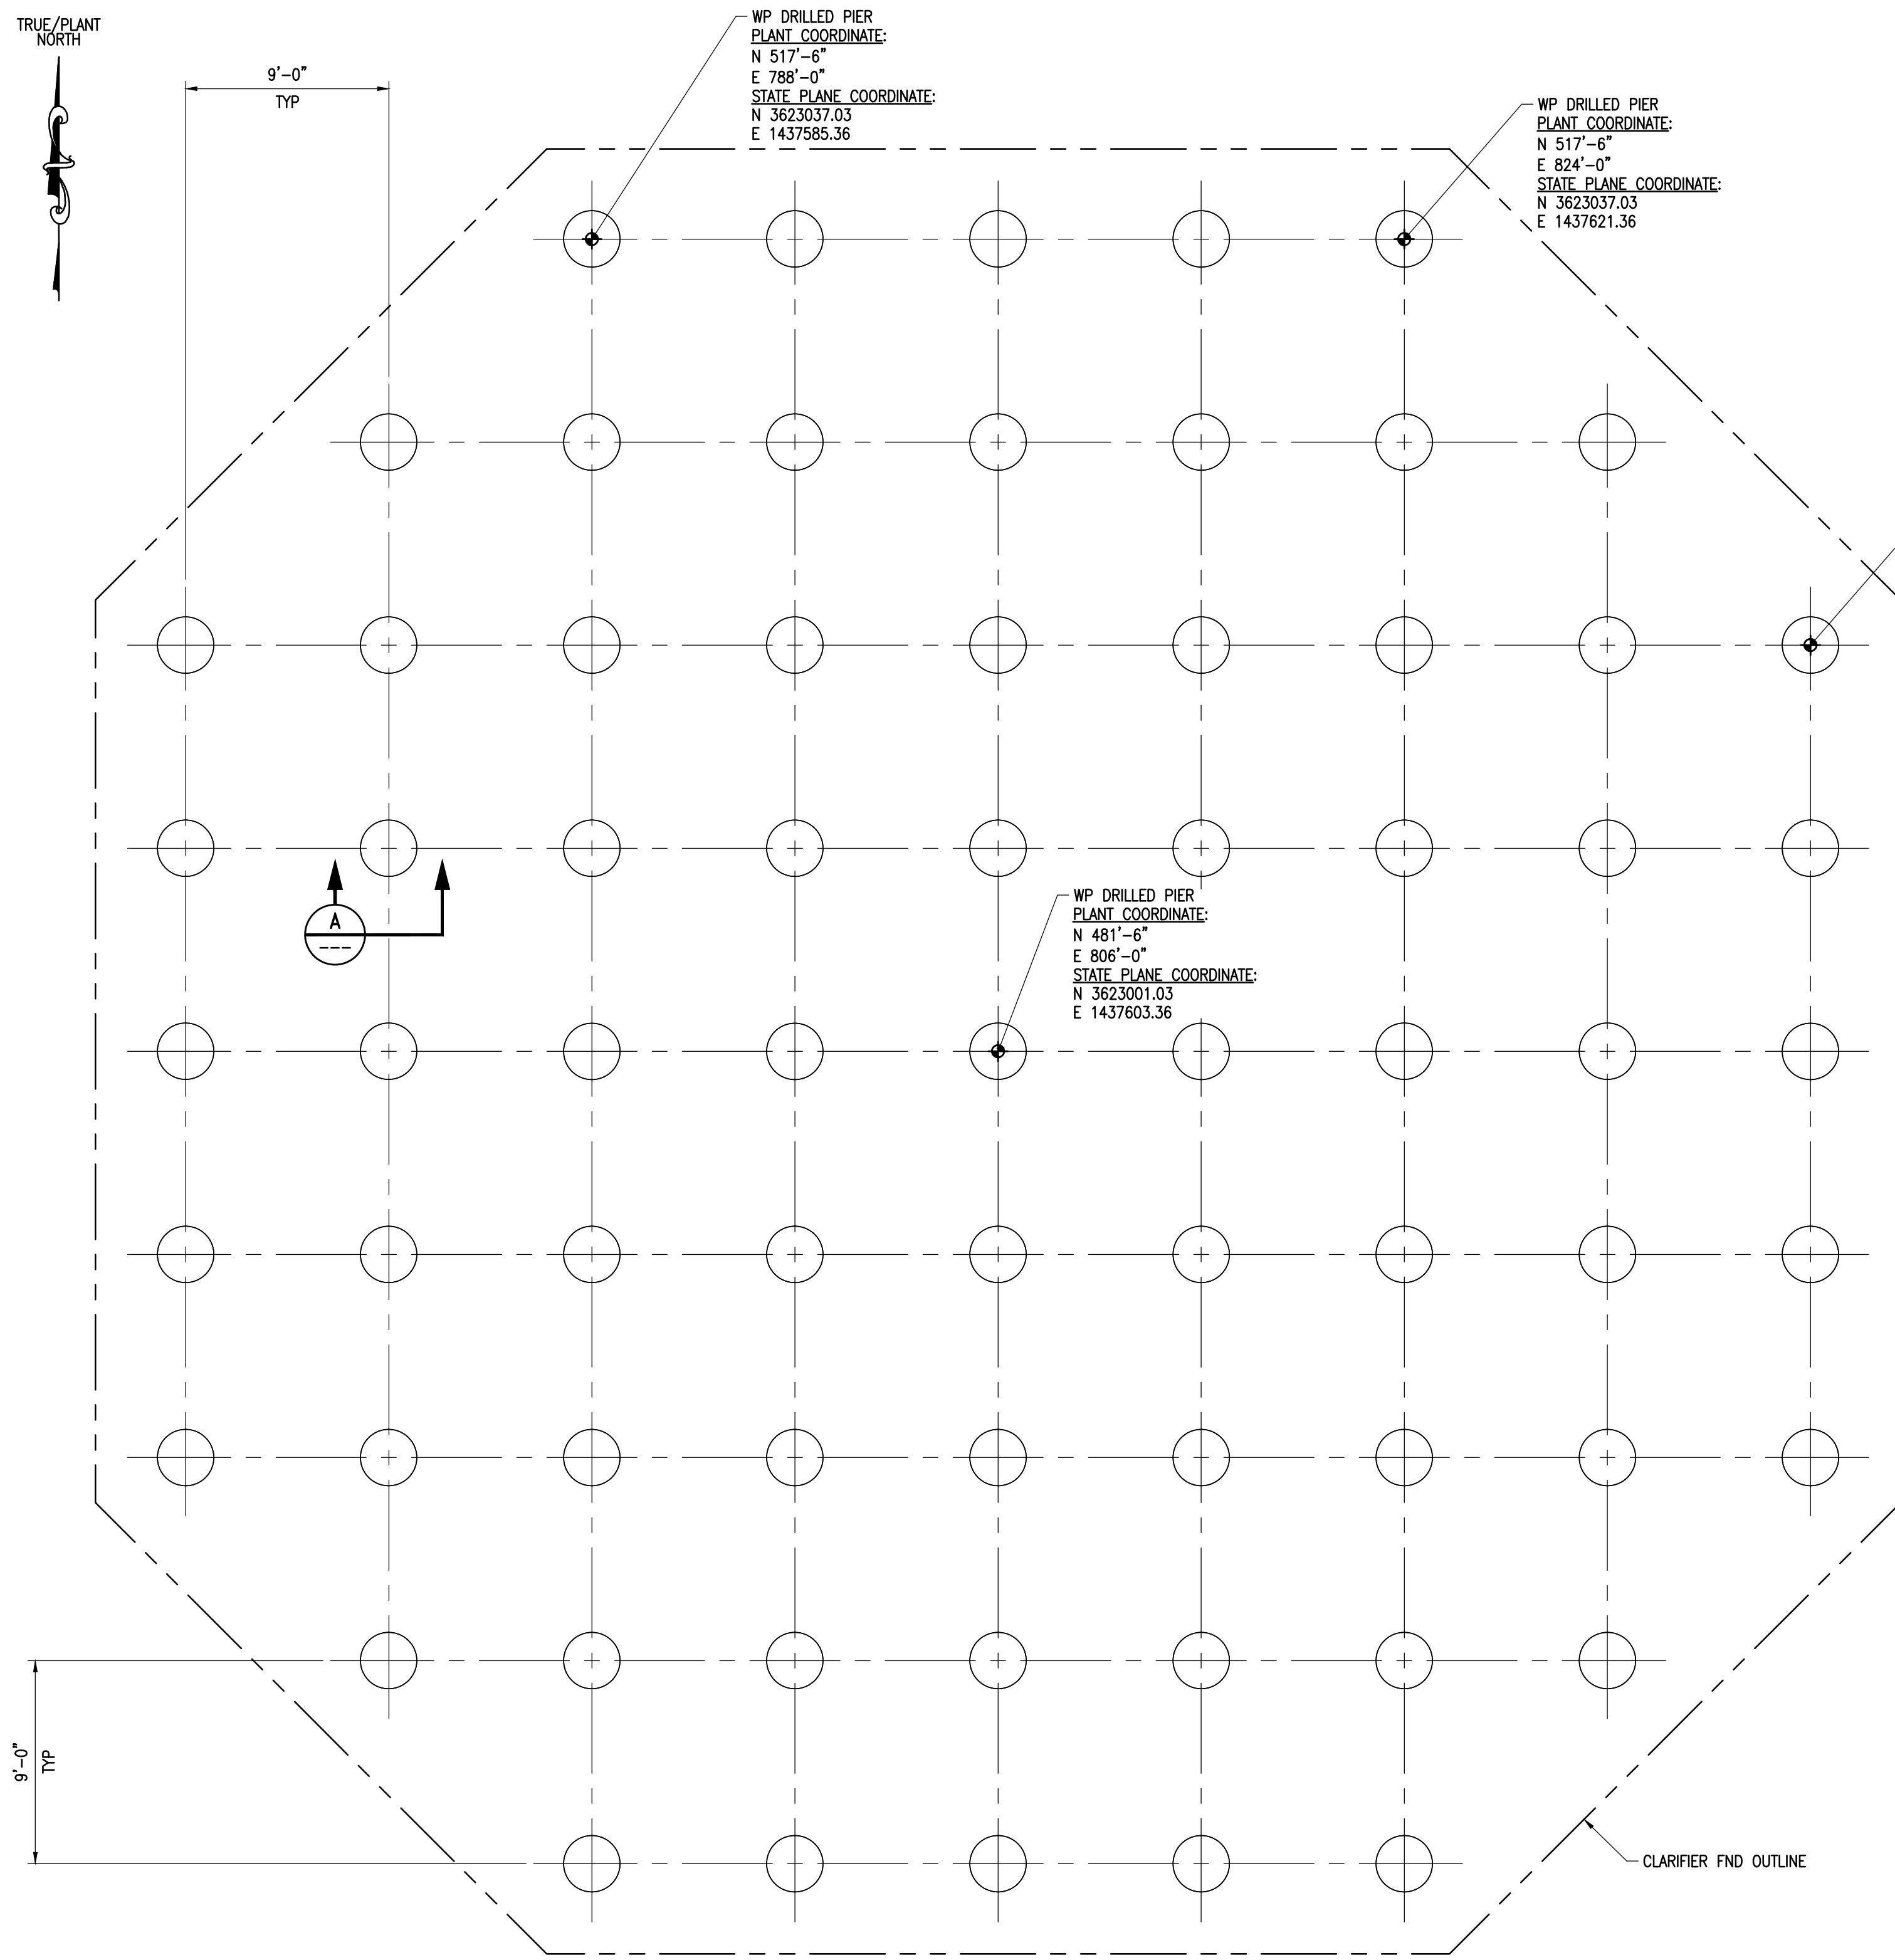 TRUE/PLANT
NORTH
9'-0"
TYP
WP DRILLED PIER
PLANT COORDINATE:
N 517'-6"
E 788'-0"
STATE PLANE COORDINATE:
N 3623037.03
E 1437585.36
WP DRILLED PIER
PLANT COORDINATE:
N 517'-6"
E 824'-0"
STATE PLANE COORDINATE:
N 3623037.03
E 1437621.36
A
---
WP DRILLED PIER
PLANT COORDINATE:
N 481'-6"
E 806'-0"
STATE PLANE COORDINATE:
N 3623001.03
E 1437603.36
9'-0"
TYP
CLARIFIER FND OUTLINE